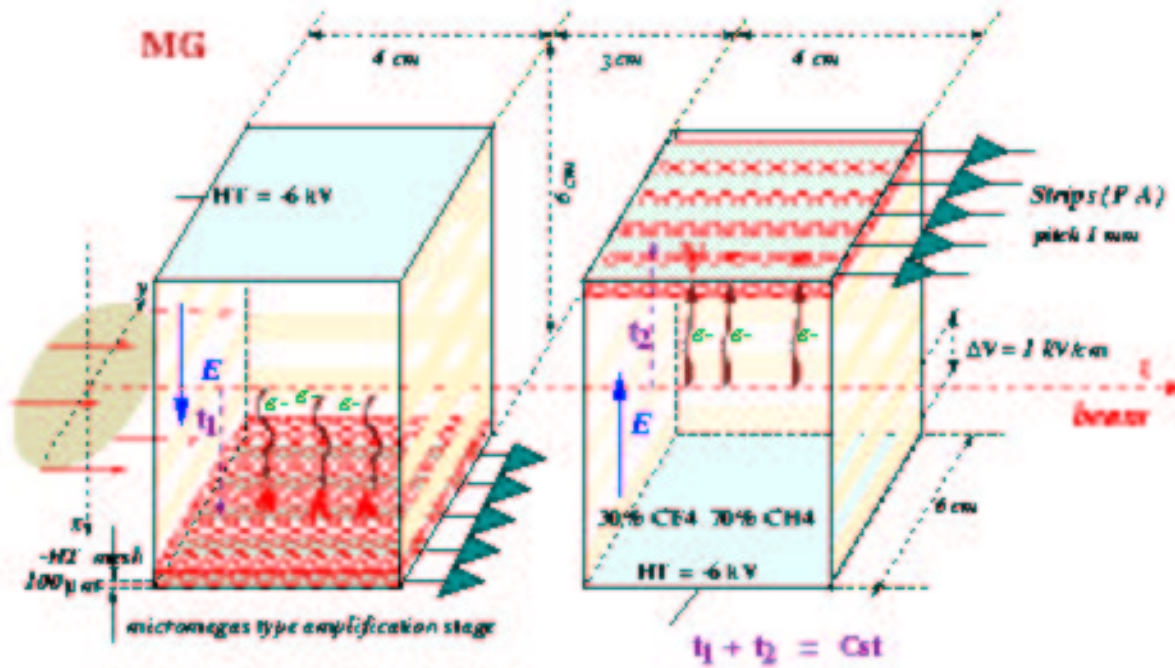 MG
4 cm
3 cm
4 cm
6 cm
HT = -6 kV
Strips (P A)
pitch 1 mm
E
t1
e-
e-
e-
t2
e-
e-
e-
E
ΔV = 1 kV/cm
z
beam
x
30% CF4 70% CH4
HT = -6 kV
6 cm
-HT mesh
100 μm
micromegas type amplification stage
t1 + t2 = Cst